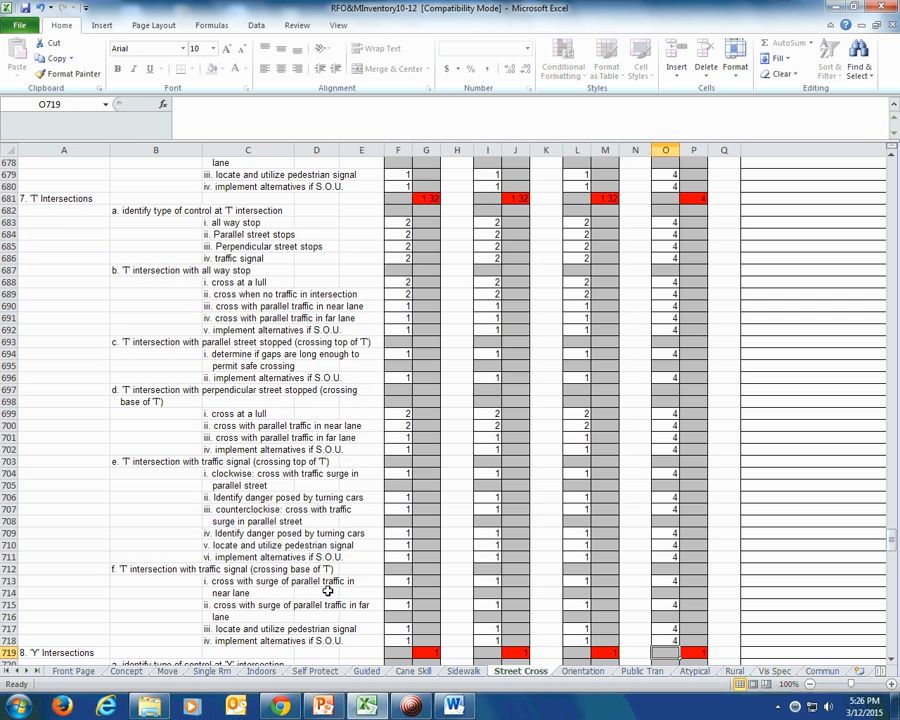 RFO&MInventory10-12 [Compatibility Mode] - Microsoft Excel
File Home Insert Page Layout Formulas Data Review View
Cut
Copy
Format Painter
Paste
Clipboard
Arial 10
B I U
Font
Wrap Text
Merge & Center
Alignment
$ % ,
Number
Conditional Formatting
Format as Table
Cell Styles
Styles
Insert Delete Format
Cells
AutoSum
Fill
Clear
Sort & Filter
Find & Select
Editing
O719 fx
A B C D E F G H I J K L M N O P Q
678 lane
679 iii. locate and utilize pedestrian signal 1 1 1 4
680 iv. implement alternatives if S.O.U. 1 1 1 4
681 7. 'T' Intersections 1.32 1.32 1.32 4
682 a. identify type of control at 'T' intersection
683 i. all way stop 2 2 2 4
684 ii. Parallel street stops 2 2 2 4
685 iii. Perpendicular street stops 2 2 2 4
686 iv. traffic signal 2 2 2 4
687 b. 'T' intersection with all way stop
688 i. cross at a lull 2 2 2 4
689 ii. cross when no traffic in intersection 2 2 2 4
690 iii. cross with parallel traffic in near lane 1 1 1 4
691 iv. cross with parallel traffic in far lane 1 1 1 4
692 v. implement alternatives if S.O.U. 1 1 1 4
693 c. 'T' intersection with parallel street stopped (crossing top of 'T')
694 i. determine if gaps are long enough to 1 1 1 4
695 permit safe crossing
696 ii. implement alternatives if S.O.U. 1 1 1 4
697 d. 'T' intersection with perpendicular street stopped (crossing
698 base of 'T')
699 i. cross at a lull 2 2 2 4
700 ii. cross with parallel traffic in near lane 2 2 2 4
701 iii. cross with parallel traffic in far lane 1 1 1 4
702 iv. implement alternatives if S.O.U. 1 1 1 4
703 e. 'T' intersection with traffic signal (crossing top of 'T')
704 i. clockwise: cross with traffic surge in 1 1 1 4
705 parallel street
706 ii. Identify danger posed by turning cars 1 1 1 4
707 iii. counterclockise: cross with traffic 1 1 1 4
708 surge in parallel street
709 iv. Identify danger posed by turning cars 1 1 1 4
710 v. locate and utilize pedestrian signal 1 1 1 4
711 vi. implement alternatives if S.O.U. 1 1 1 4
712 f. 'T' intersection with traffic signal (crossing base of 'T')
713 i. cross with surge of parallel traffic in 1 1 1 4
714 near lane
715 ii. cross with surge of parallel traffic in far 1 1 1 4
716 lane
717 iii. locate and utilize pedestrian signal 1 1 1 4
718 iv. implement alternatives if S.O.U. 1 1 1 4
719 8. 'Y' Intersections 1 1 1 1
720 a. identify type of control at 'Y' intersection
Front Page Concept Move Single Rm Indoors Self Protect Guided Cane Skill Sidewalk Street Cross Orientation Public Tran Atypical Rural Vis Spec Commun
Ready 100%
5:26 PM
3/12/2015